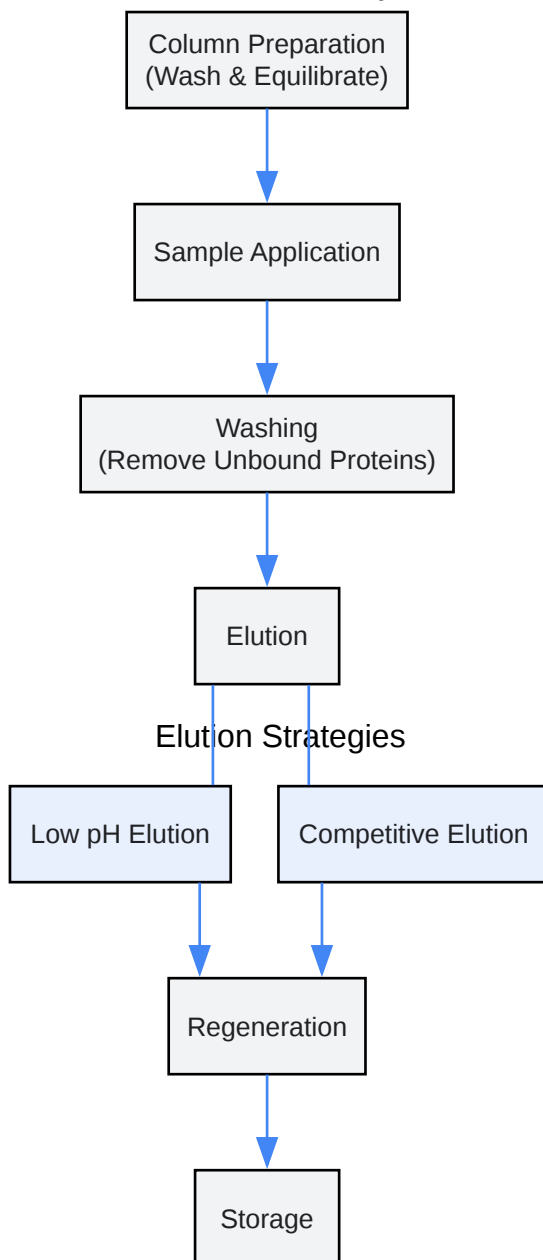 Column Preparation
(Wash & Equilibrate)
Sample Application
Washing
(Remove Unbound Proteins)
Elution
Elution Strategies
Low pH Elution
Competitive Elution
Regeneration
Storage